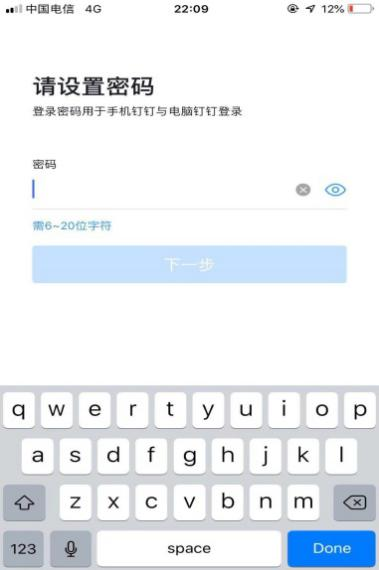 中国电信 4G 22:09 12%
请设置密码
登录密码用于手机钉钉与电脑钉钉登录
密码
需6~20位字符
下一步
q w e r t y u i o p
a s d f g h j k l
z x c v b n m
123 space Done